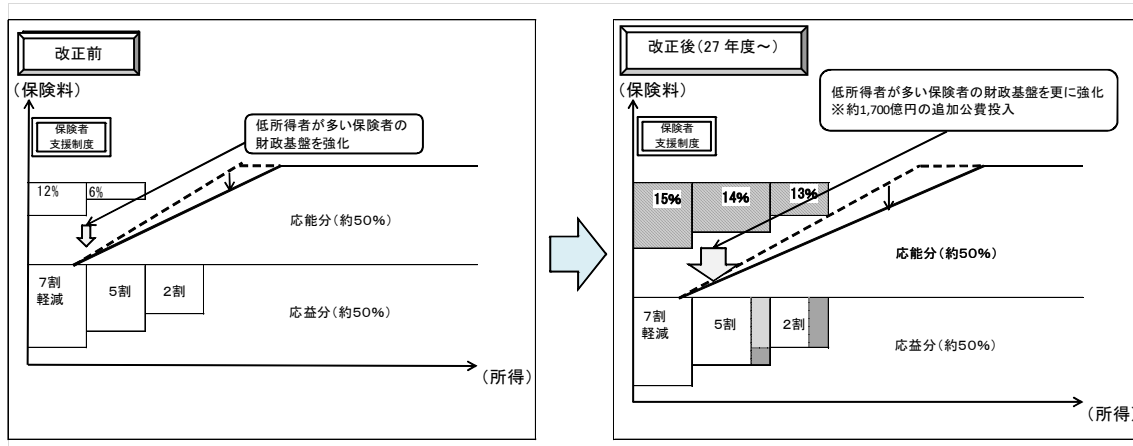 改正前
(保険料)
保険者
支援制度
低所得者が多い保険者の
財政基盤を強化
12%
6%
応能分(約50%)
7割
軽減
5割
2割
応益分(約50%)
(所得)
改正後(27年度~)
(保険料)
低所得者が多い保険者の財政基盤を更に強化
※約1,700億円の追加公費投入
保険者
支援制度
15%
14%
13%
応能分(約50%)
7割
軽減
5割
2割
応益分(約50%)
(所得)